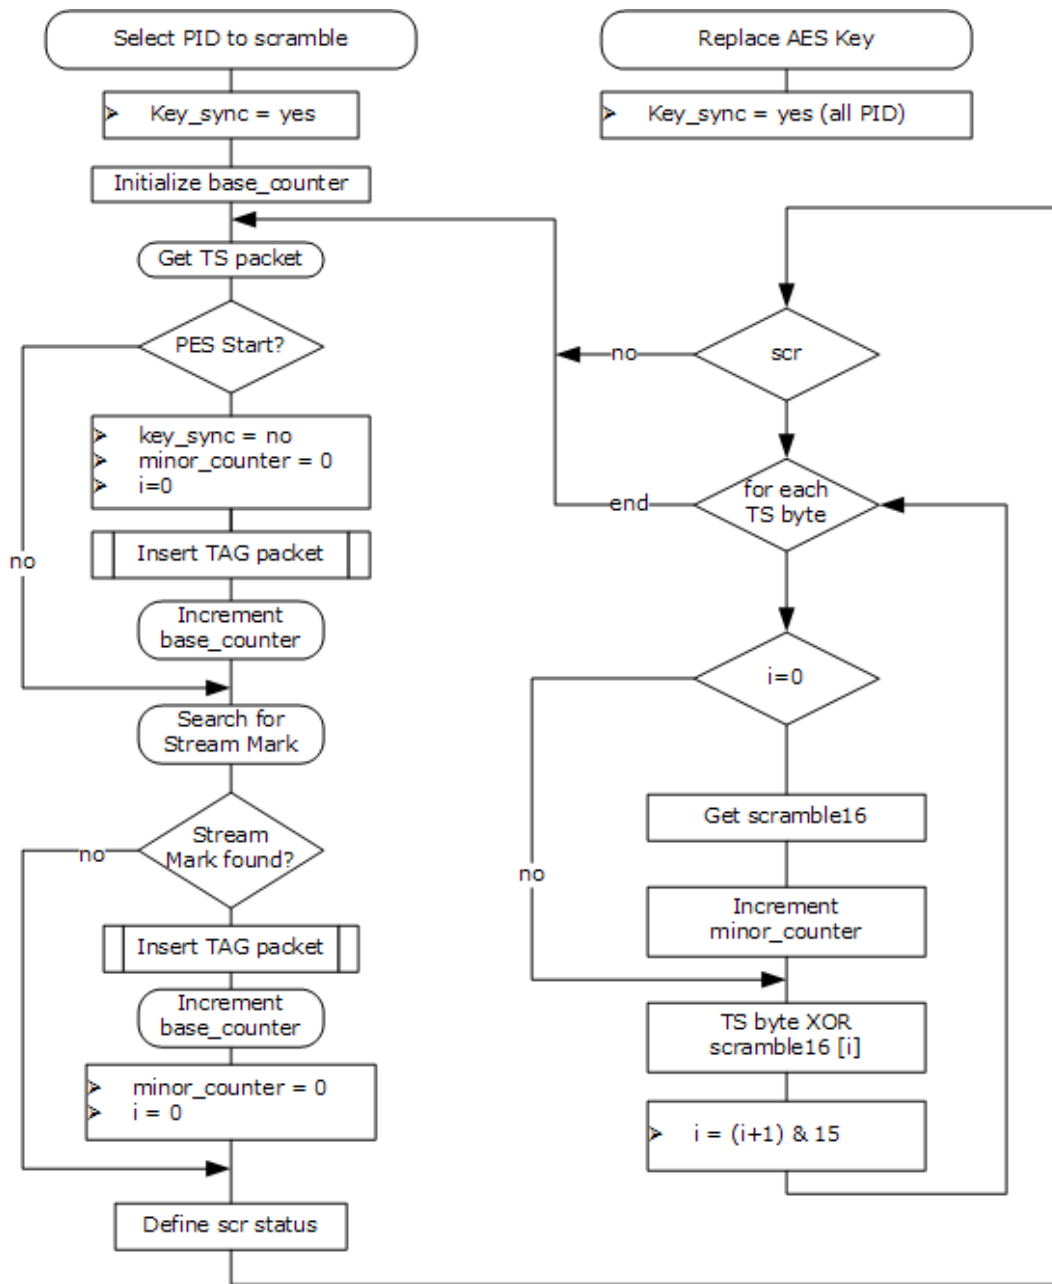 Select PID to scramble
Key_sync = yes
Initialize base_counter
Get TS packet
PES Start?
key_sync = no
minor_counter = 0
i=0
Insert TAG packet
no
Increment
base_counter
Search for
Stream Mark
Stream
Mark found?
no
Insert TAG packet
Increment
base_counter
minor_counter = 0
i = 0
Define scr status
Replace AES Key
Key_sync = yes (all PID)
scr
no
for each
TS byte
end
i=0
Get scramble16
no
Increment
minor_counter
TS byte XOR
scramble16 [i]
i = (i+1) & 15